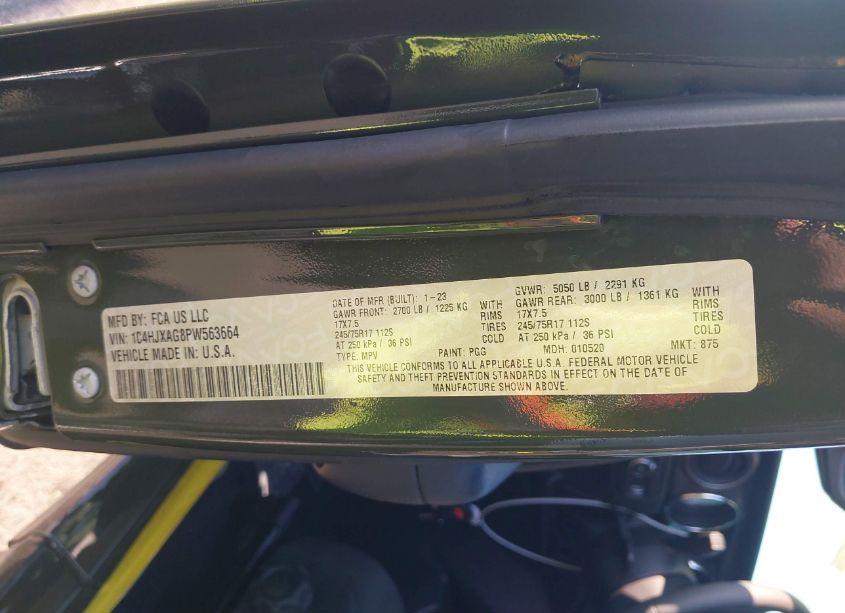 MFD BY: FCA US LLC
VIN: 1C4HJXAG8PW563664
VEHICLE MADE IN U.S.A.
DATE OF MFR (BUILT): 1-23
GAWR FRONT: 2700 LB / 1225 KG WITH
17X7.5 RIMS
245/75R17 112S TIRES
AT 250 kPa / 36 PSI COLD
GVWR: 5050 LB / 2291 KG
GAWR REAR: 3000 LB / 1361 KG WITH
17X7.5 RIMS
245/75R17 112S TIRES
AT 250 kPa / 36 PSI COLD
TYPE: MPV PAINT: PGG MDH: 010520 MKT: 875
THIS VEHICLE CONFORMS TO ALL APPLICABLE U.S.A. FEDERAL MOTOR VEHICLE
SAFETY AND THEFT PREVENTION STANDARDS IN EFFECT ON THE DATE OF
MANUFACTURE SHOWN ABOVE.